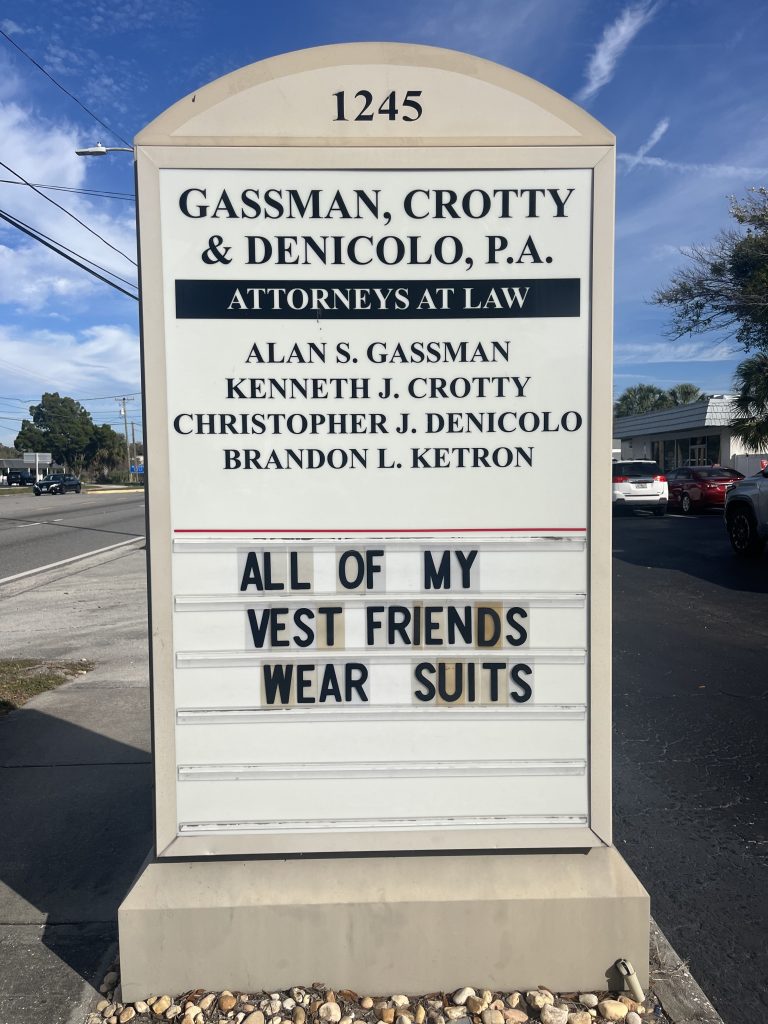 1245
GASSMAN, CROTTY
& DENICOLO, P.A.
ATTORNEYS AT LAW
ALAN S. GASSMAN
KENNETH J. CROTTY
CHRISTOPHER J. DENICOLO
BRANDON L. KETRON
ALL OF MY
VEST FRIENDS
WEAR SUITS